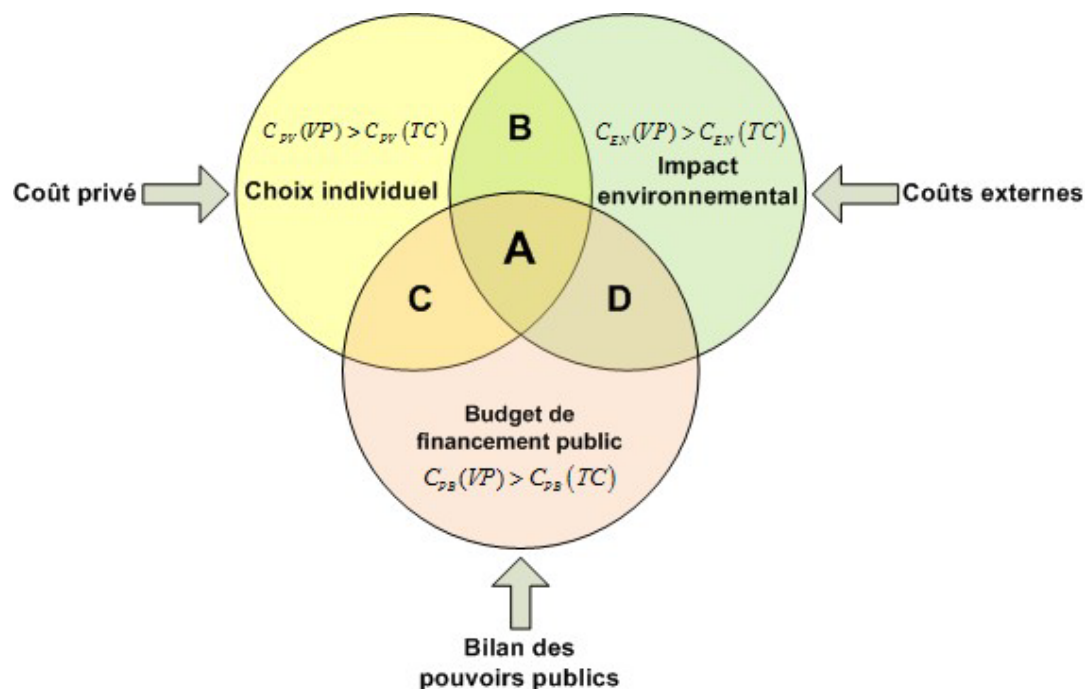 B
C_PV(VP) > C_PV(TC)
C_EN(VP) > C_EN(TC)
Impact
environnemental
Coût privé
Choix individuel
Coûts externes
A
C
D
Budget de
financement public
C_PB(VP) > C_PB(TC)
Bilan des
pouvoirs publics